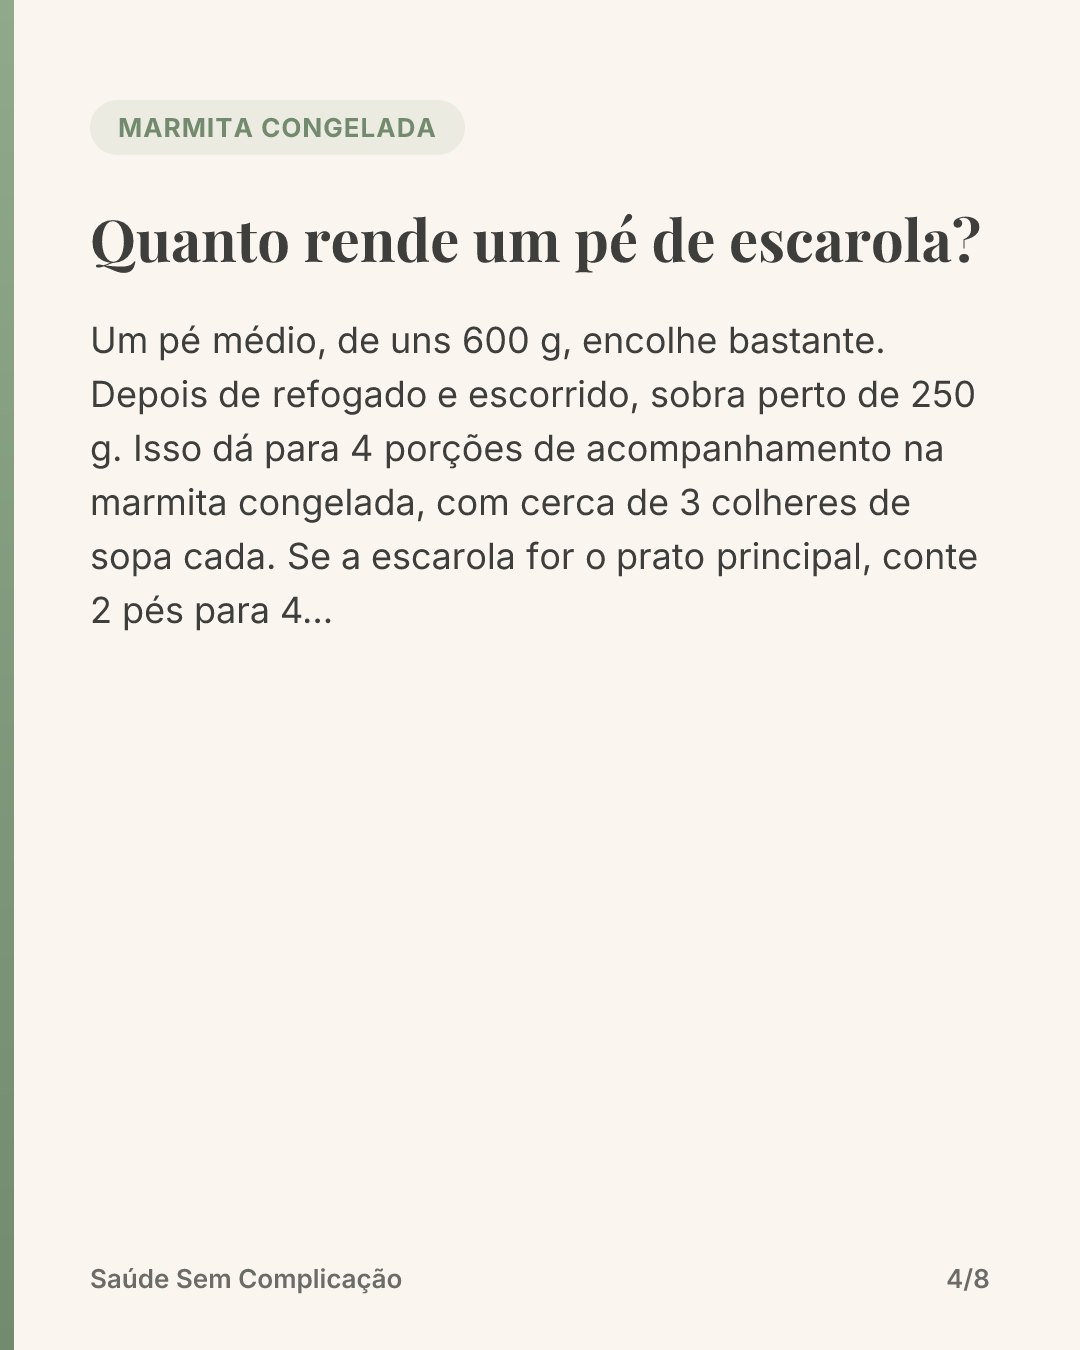 MARMITA CONGELADA
Quanto rende um pé de escarola?
Um pé médio, de uns 600 g, encolhe bastante.
Depois de refogado e escorrido, sobra perto de 250
g. Isso dá para 4 porções de acompanhamento na
marmita congelada, com cerca de 3 colheres de
sopa cada. Se a escarola for o prato principal, conte
2 pés para 4...
Saúde Sem Complicação
4/8